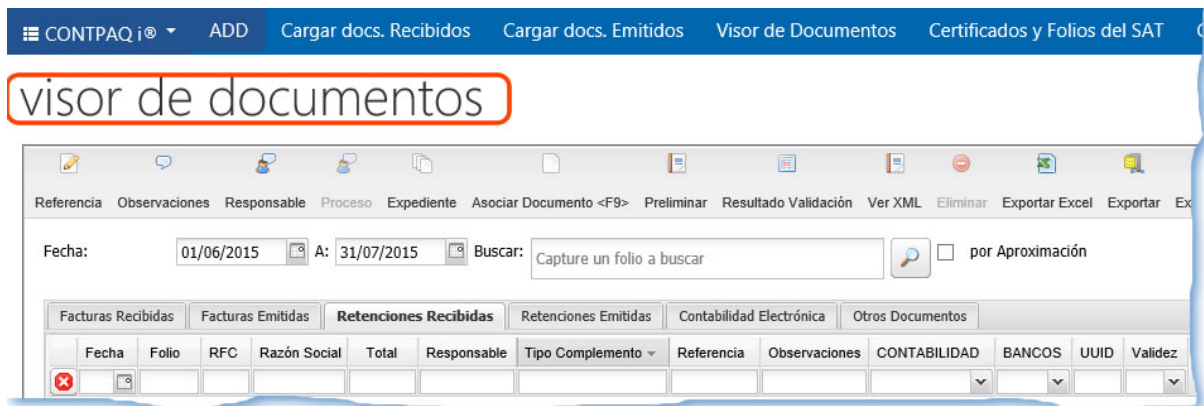 CONTPAQ i® ADD Cargar docs. Recibidos Cargar docs. Emitidos Visor de Documentos Certificados y Folios del SAT
visor de documentos
Referencia Observaciones Responsable Proceso Expediente Asociar Documento <F9> Preliminar Resultado Validación Ver XML Eliminar Exportar Excel Exportar Ex
Fecha: 01/06/2015 A: 31/07/2015 Buscar: Capture un folio a buscar por Aproximación
Facturas Recibidas Facturas Emitidas Retenciones Recibidas Retenciones Emitidas Contabilidad Electrónica Otros Documentos
Fecha Folio RFC Razón Social Total Responsable Tipo Complemento Referencia Observaciones CONTABILIDAD BANCOS UUID Validez